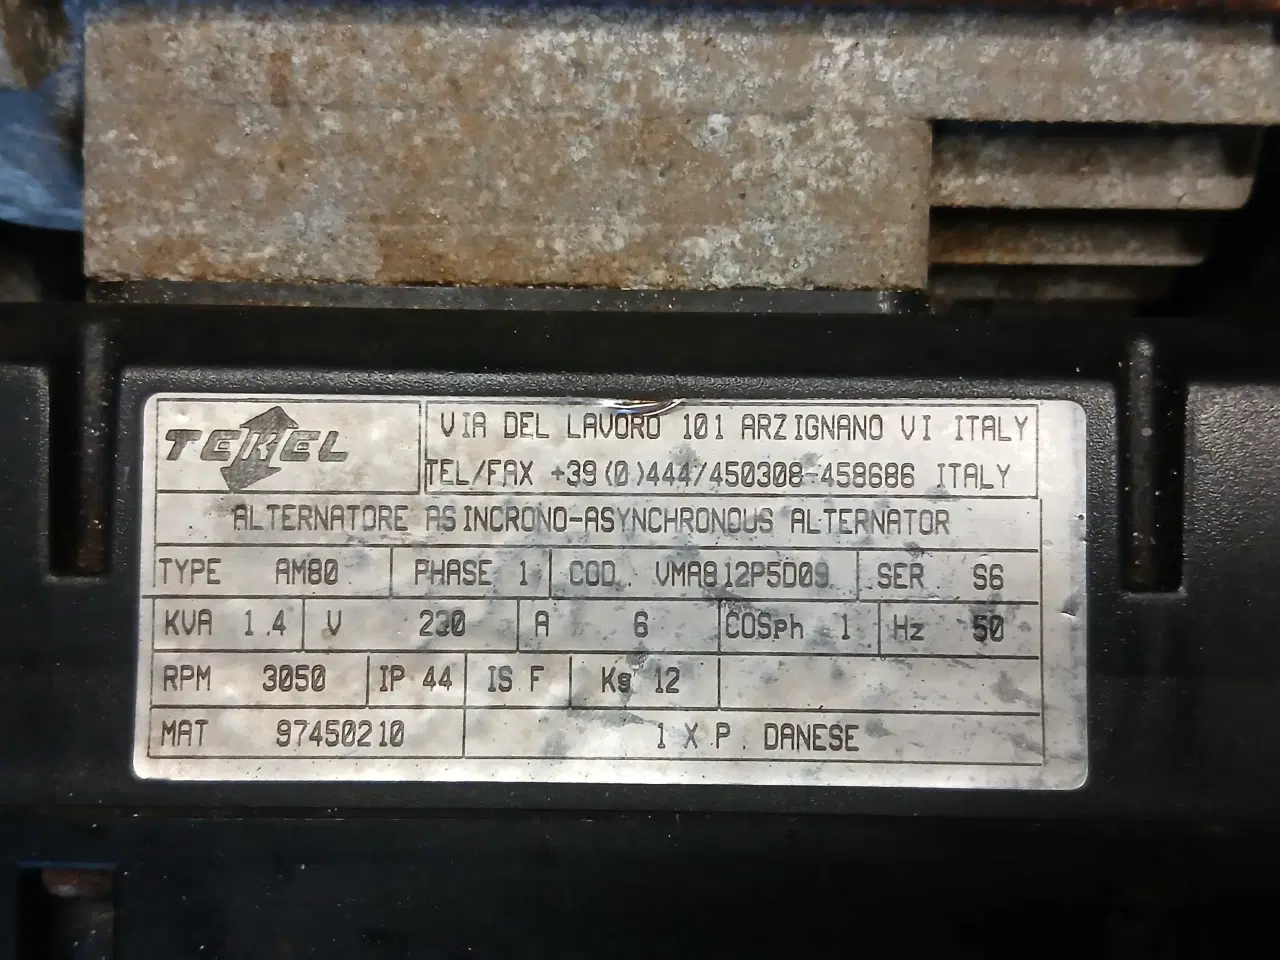 TEKEL
VIA DEL LAVORO 101 ARZIGNANO VI ITALY
TEL/FAX +39(0)444/450308-458686 ITALY
ALTERNATORE ASINCRONO-ASYNCHRONOUS ALTERNATOR
TYPE AM80 PHASE 1 COD. VMA812P5D09 SER S6
KVA 1.4 V 230 A 6 COSph 1 Hz 50
RPM 3050 IP 44 IS F Kg 12
MAT 97450210 1 X P. DANESE